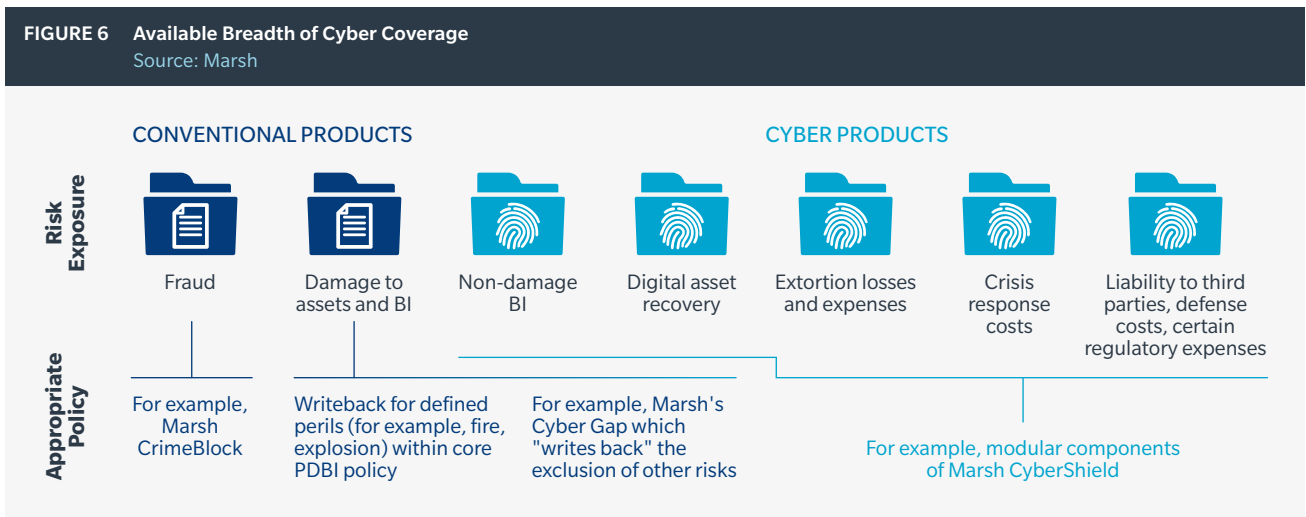 FIGURE 6 Available Breadth of Cyber Coverage
Source: Marsh
CONVENTIONAL PRODUCTS
CYBER PRODUCTS
Risk
Exposure
Fraud
Damage to
assets and BI
Non-damage
BI
Digital asset
recovery
Extortion losses
and expenses
Crisis
response
costs
Liability to third
parties, defense
costs, certain
regulatory expenses
Appropriate
Policy
For example,
Marsh
CrimeBlock
Writeback for defined
perils (for example, fire,
explosion) within core
PDBI policy
For example, Marsh's
Cyber Gap which
"writes back" the
exclusion of other risks
For example, modular components
of Marsh CyberShield